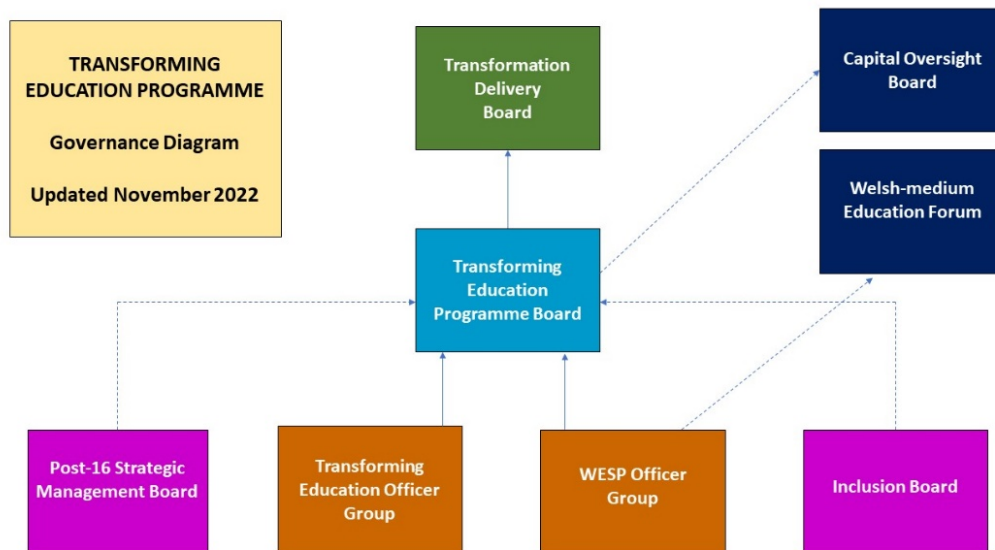 TRANSFORMING
EDUCATION PROGRAMME
Governance Diagram
Updated November 2022
Transformation
Delivery
Board
Capital Oversight
Board
Welsh-medium
Education Forum
Transforming
Education
Programme Board
Post-16 Strategic
Management Board
Transforming
Education Officer
Group
WESP Officer
Group
Inclusion Board